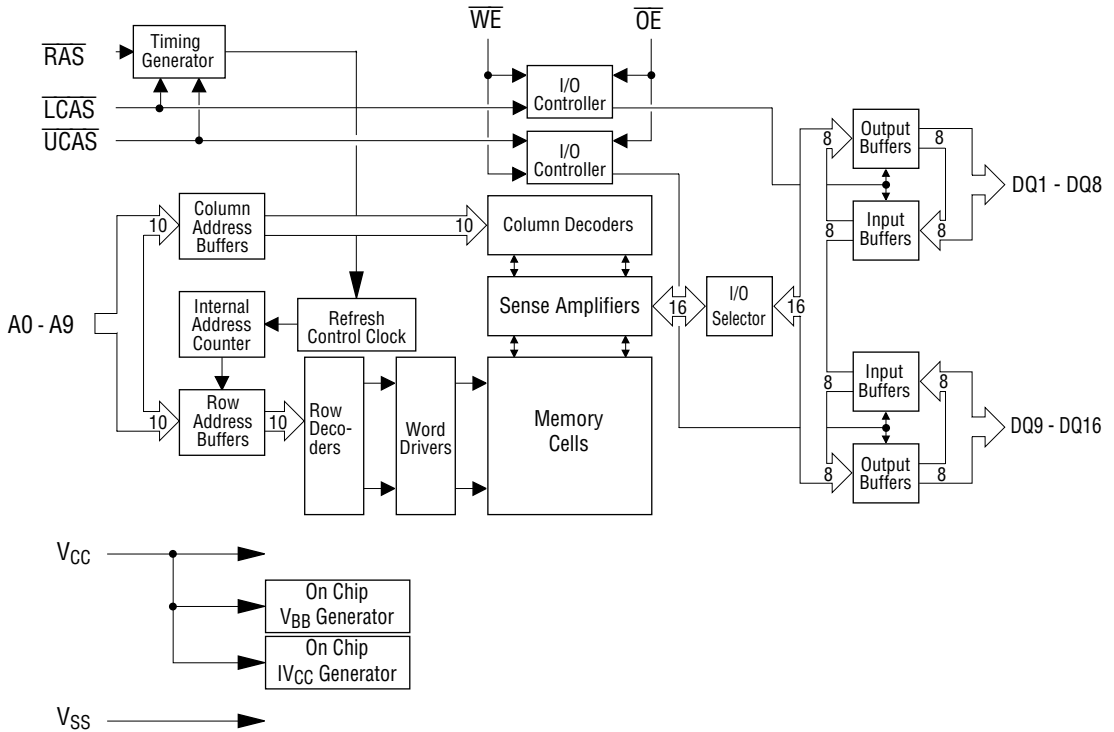 WE
OE
RAS
Timing
Generator
LCAS
UCAS
I/O
Controller
I/O
Controller
8
Output
Buffers
8
DQ1 - DQ8
Input
Buffers
8
8
10
Column
Address
Buffers
10
Column Decoders
A0 - A9
Internal
Address
Counter
Refresh
Control Clock
Sense Amplifiers
16
I/O
Selector
16
10
Row
Address
Buffers
10
Row
Deco-
ders
Word
Drivers
Memory
Cells
8
Input
Buffers
8
DQ9 - DQ16
8
Output
Buffers
8
VCC
On Chip
VBB Generator
On Chip
IVCC Generator
VSS